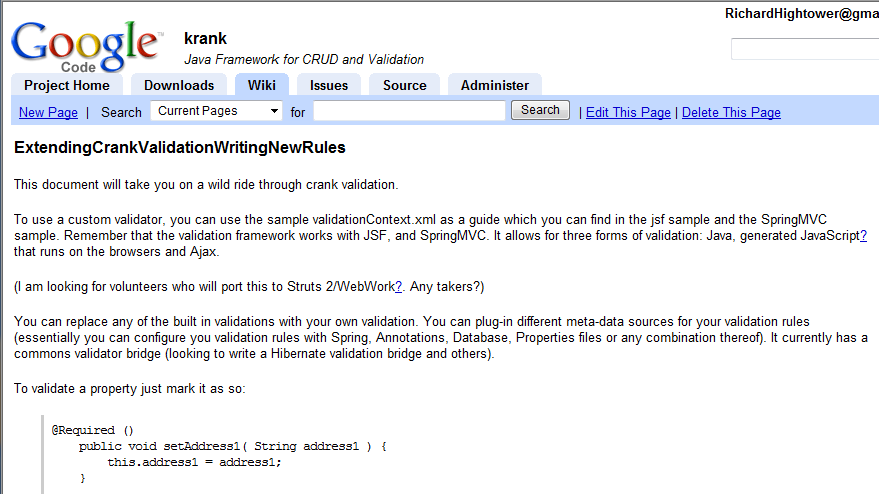 RichardHightower@gma
Google
Code
krank
Java Framework for CRUD and Validation
Project Home Downloads Wiki Issues Source Administer
New Page | Search Current Pages for Search | Edit This Page | Delete This Page
ExtendingCrankValidationWritingNewRules
This document will take you on a wild ride through crank validation.
To use a custom validator, you can use the sample validationContext.xml as a guide which you can find in the jsf sample and the SpringMVC
sample. Remember that the validation framework works with JSF, and SpringMVC. It allows for three forms of validation: Java, generated JavaScript?
that runs on the browsers and Ajax.
(I am looking for volunteers who will port this to Struts 2/WebWork?. Any takers?)
You can replace any of the built in validations with your own validation. You can plug-in different meta-data sources for your validation rules
(essentially you can configure you validation rules with Spring, Annotations, Database, Properties files or any combination thereof). It currently has a
commons validator bridge (looking to write a Hibernate validation bridge and others).
To validate a property just mark it as so:
@Required ()
public void setAddress1( String address1 ) {
this.address1 = address1;
}